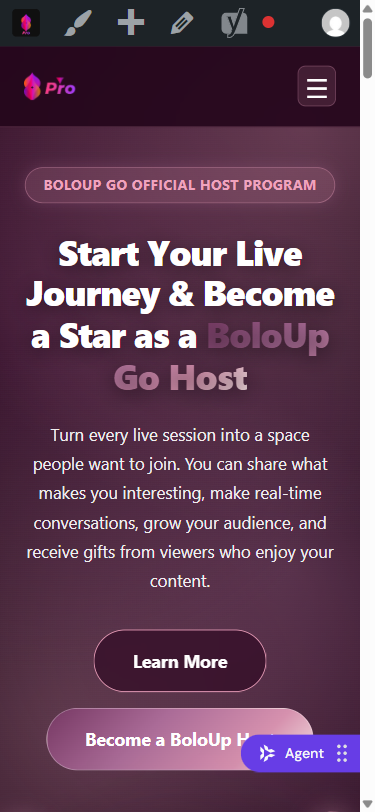 Pro
Pro
BOLOUP GO OFFICIAL HOST PROGRAM
Start Your Live
Journey & Become
a Star as a BoloUp
Go Host
Turn every live session into a space
people want to join. You can share what
makes you interesting, make real-time
conversations, grow your audience, and
receive gifts from viewers who enjoy your
content.
Learn More
Become a BoloUp
Agent